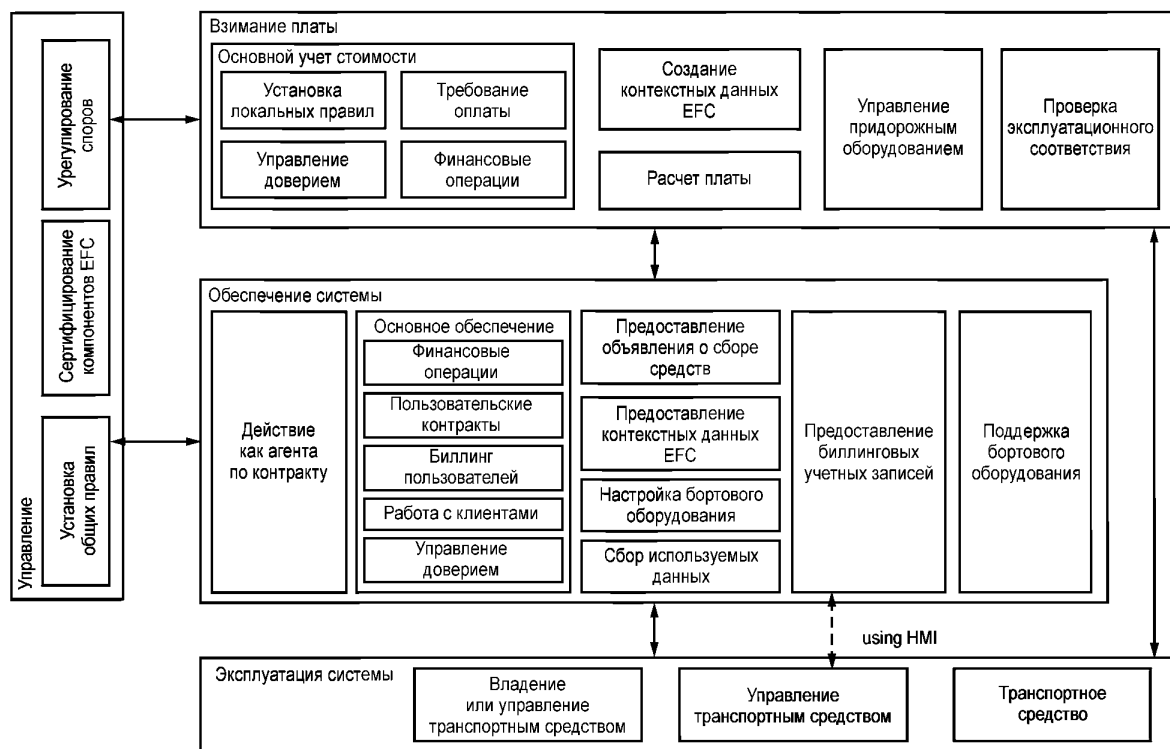 Управление
Урегулирование
споров
Сертифицирование
компонентов EFC
Установка
общих правил
Взимание платы
Основной учет стоимости
Установка
локальных правил
Требование
оплаты
Управление
доверием
Финансовые
операции
Создание
контекстных данных
EFC
Расчет платы
Управление
придорожным
оборудованием
Проверка
эксплуатационного
соответствия
Обеспечение системы
Действие
как агента
по контракту
Основное обеспечение
Финансовые
операции
Пользовательские
контракты
Биллинг
пользователей
Работа с клиентами
Управление
доверием
Предоставление
объявления о сборе
средств
Предоставление
контекстных данных
EFC
Настройка бортового
оборудования
Сбор используемых
данных
Предоставление
биллинговых
учетных записей
Поддержка
бортового
оборудования
using HMI
Эксплуатация системы
Владение
или управление
транспортным средством
Управление
транспортным средством
Транспортное
средство